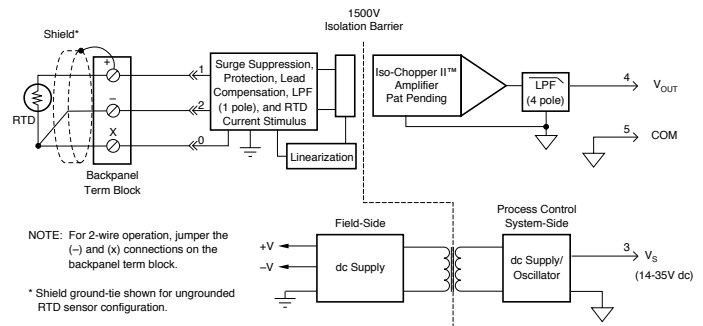 1500V
Isolation Barrier
Shield*
+
–
X
RTD
Backpanel
Term Block
1
2
0
Surge Suppression,
Protection, Lead
Compensation, LPF
(1 pole), and RTD
Current Stimulus
Linearization
Iso-Chopper II™
Amplifier
Pat Pending
LPF
(4 pole)
4
VOUT
5
COM
NOTE: For 2-wire operation, jumper the
(–) and (x) connections on the
backpanel term block.
* Shield ground-tie shown for ungrounded
RTD sensor configuration.
Field-Side
+V
–V
dc Supply
Process Control
System-Side
dc Supply/
Oscillator
3
VS
(14-35V dc)